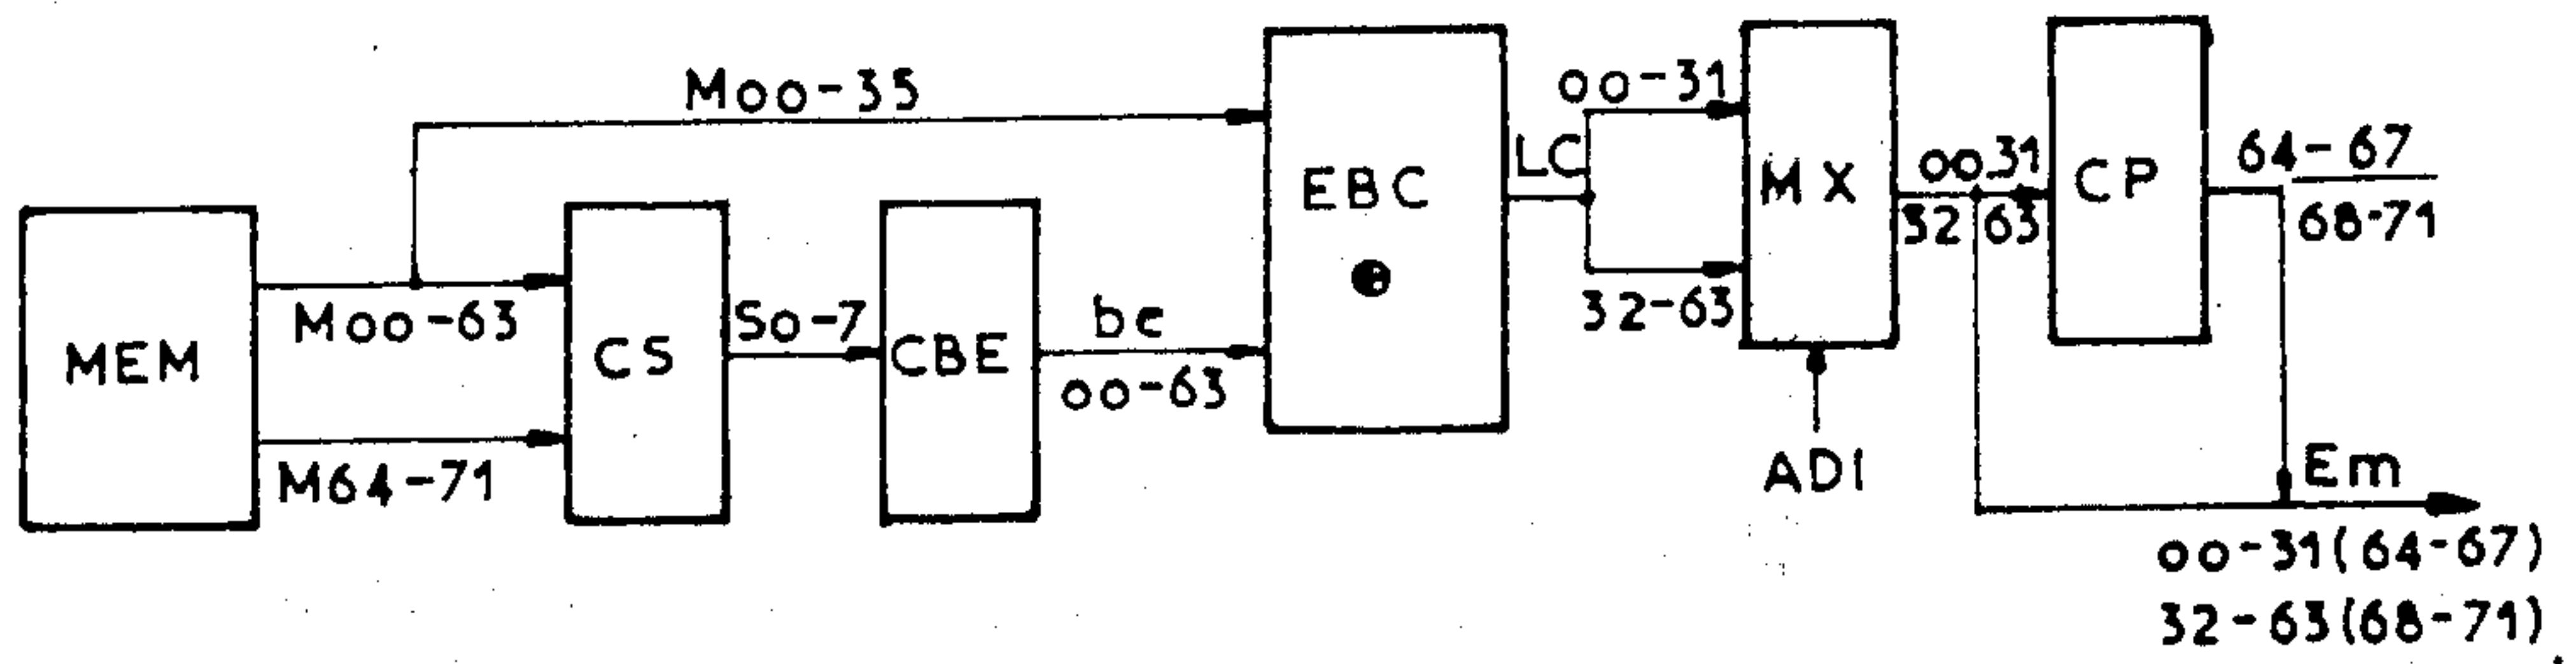 MEM
Moo-63
M64-71
Moo-35
CS
So-7
CBE
be
oo-63
EBC
LC
oo-31
32-63
MX
ADI
oo.31
32 63
CP
64-67
68-71
Em
oo-31(64-67)
32-63(68-71)